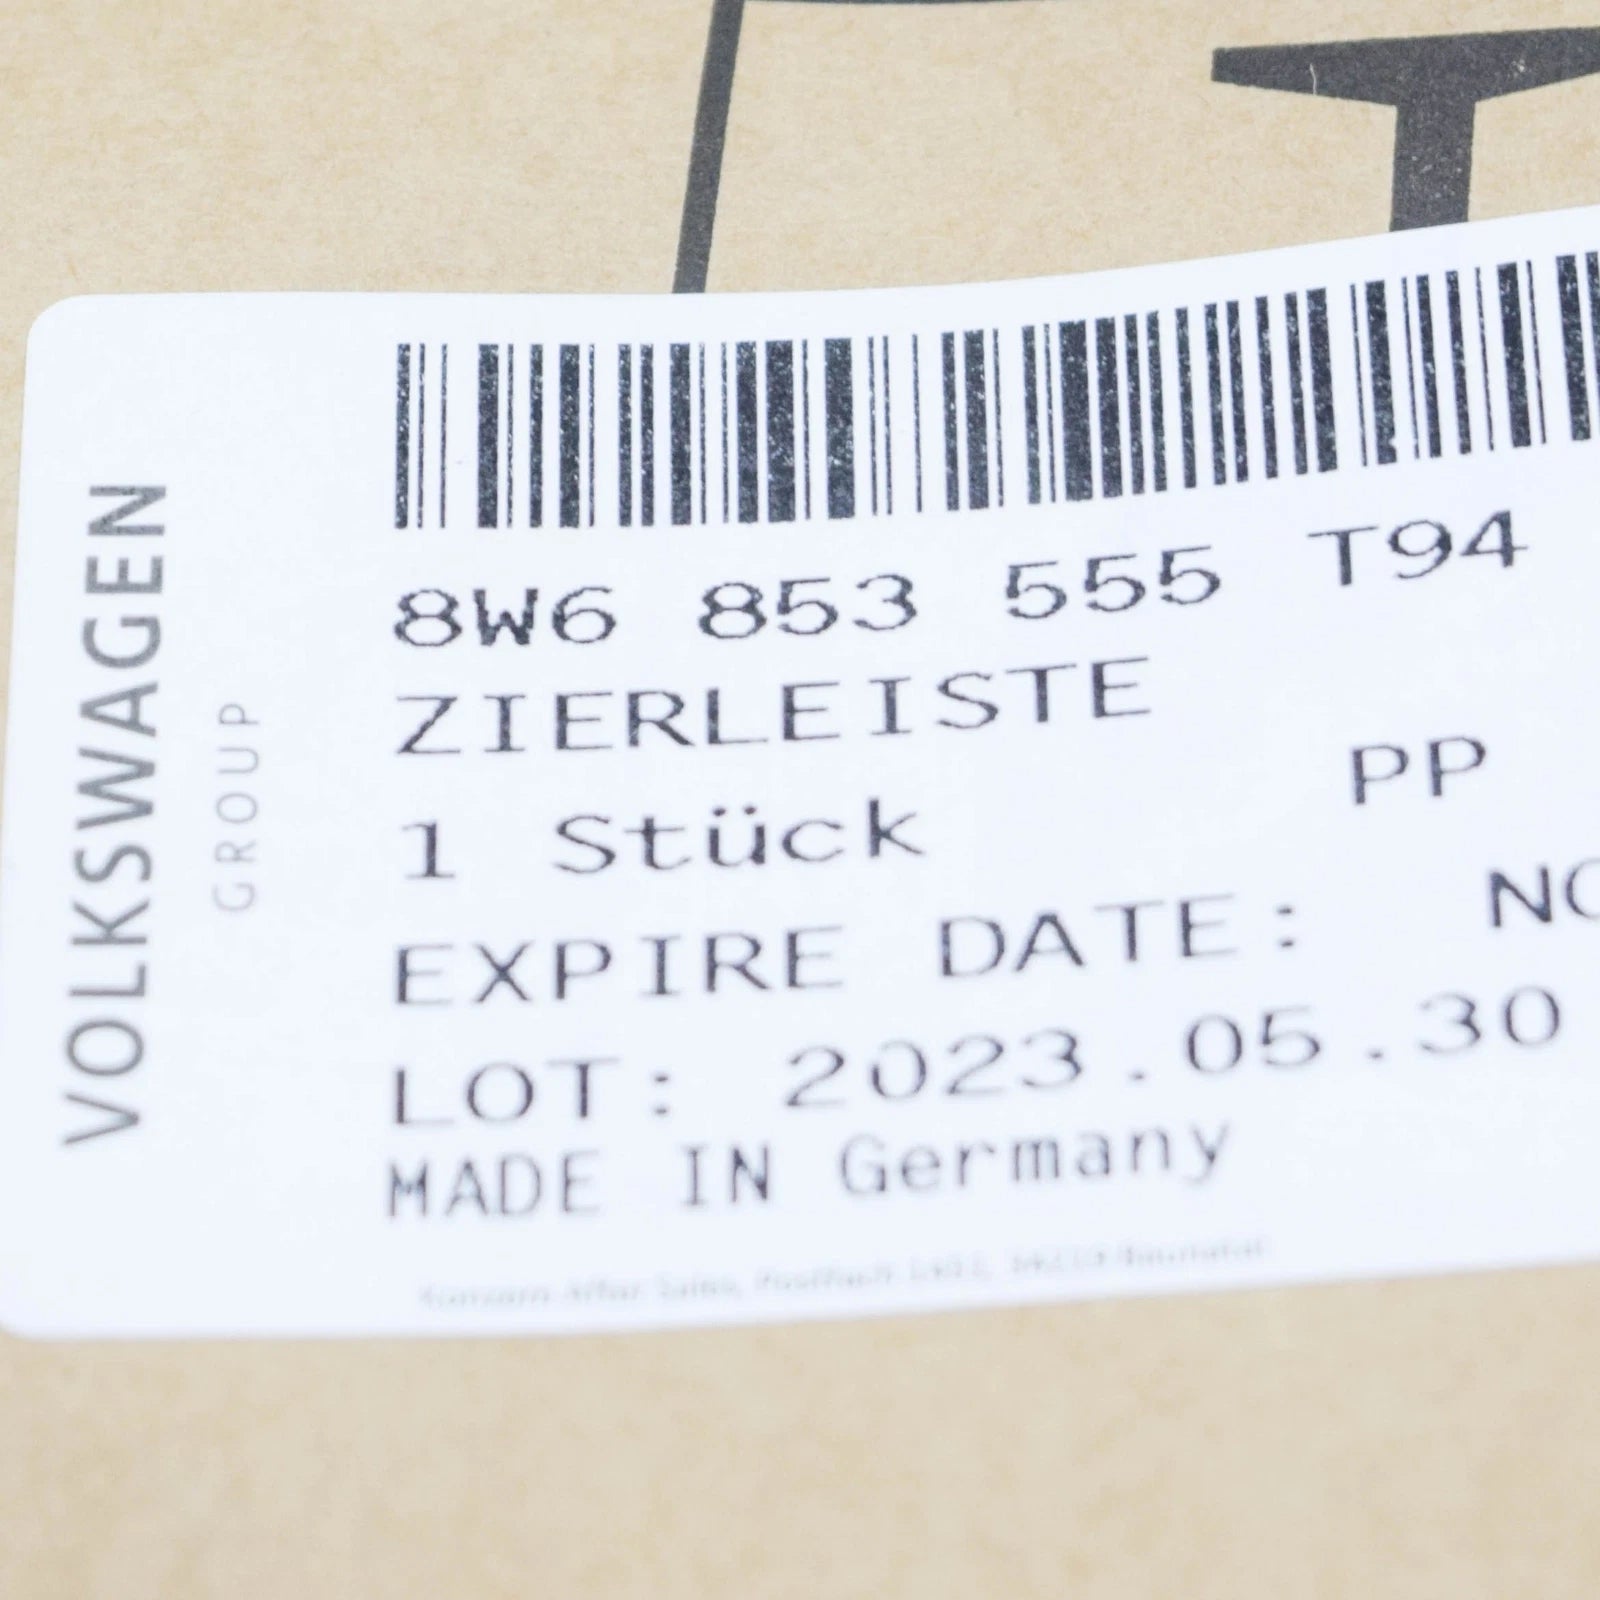 VOLKSWAGEN
GROUP
8W6 853 555 T94
ZIERLEISTE
1 Stück PP
EXPIRE DATE:
LOT: 2023.05.30
MADE IN Germany